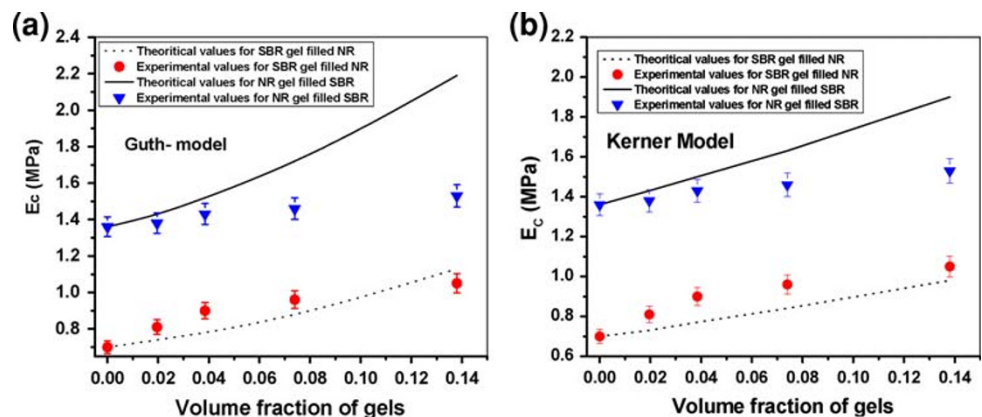 (a)
2.4
2.2
2.0
1.8
1.6
1.4
1.2
1.0
0.8
Ec (MPa)
Theoritical values for SBR gel filled NR
Experimental values for SBR gel filled NR
Theoritical values for NR gel filled SBR
Experimental values for NR gel filled SBR
Guth- model
0.00 0.02 0.04 0.06 0.08 0.10 0.12 0.14
Volume fraction of gels
(b)
2.2
2.0
1.8
1.6
1.4
1.2
1.0
0.8
0.6
EC (MPa)
Theoritical values for SBR gel filled NR
Experimental values for SBR gel filled NR
Theoritical values for NR gel filled SBR
Experimental values for NR gel filled SBR
Kerner Model
0.00 0.02 0.04 0.06 0.08 0.10 0.12 0.14
Volume fraction of gels